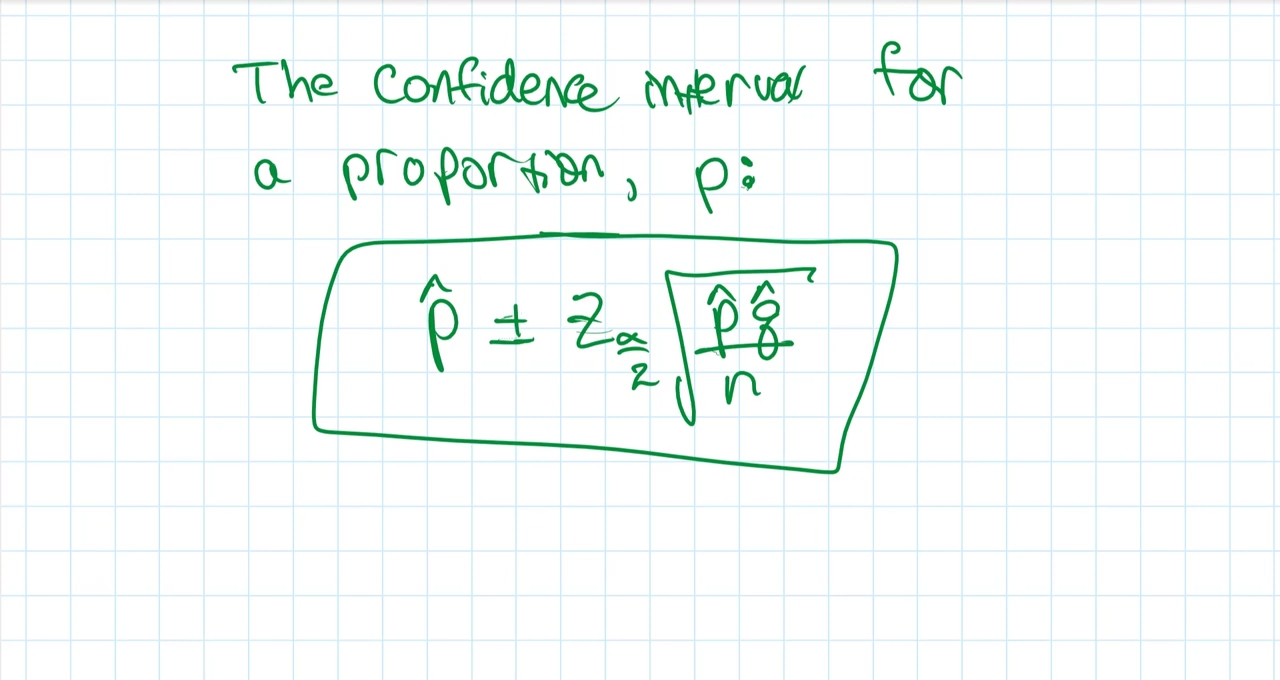 The confidence interval for
a proportion, p:
p̂ ± z_{α/2} √(p̂q̂/n)